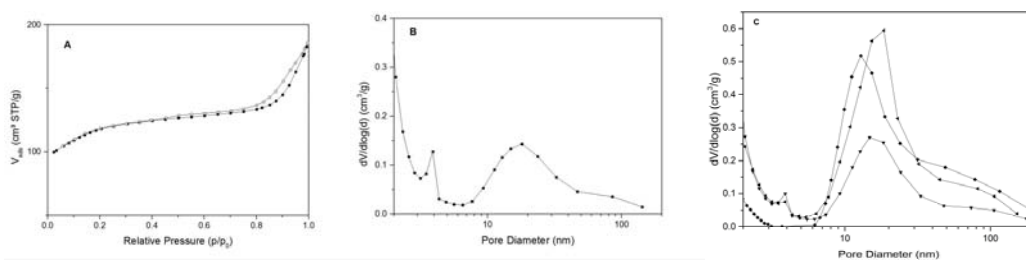 A
200
100
V_ads (cm³ STP/g)
0.0 0.2 0.4 0.6 0.8 1.0
Relative Pressure (p/p₀)
B
0.4
0.3
0.2
0.1
0.0
dV/dlog(d) (cm³/g)
10 100
Pore Diameter (nm)
C
0.6
0.5
0.4
0.3
0.2
0.1
0.0
dV/dlog(d) (cm³/g)
10 100
Pore Diameter (nm)